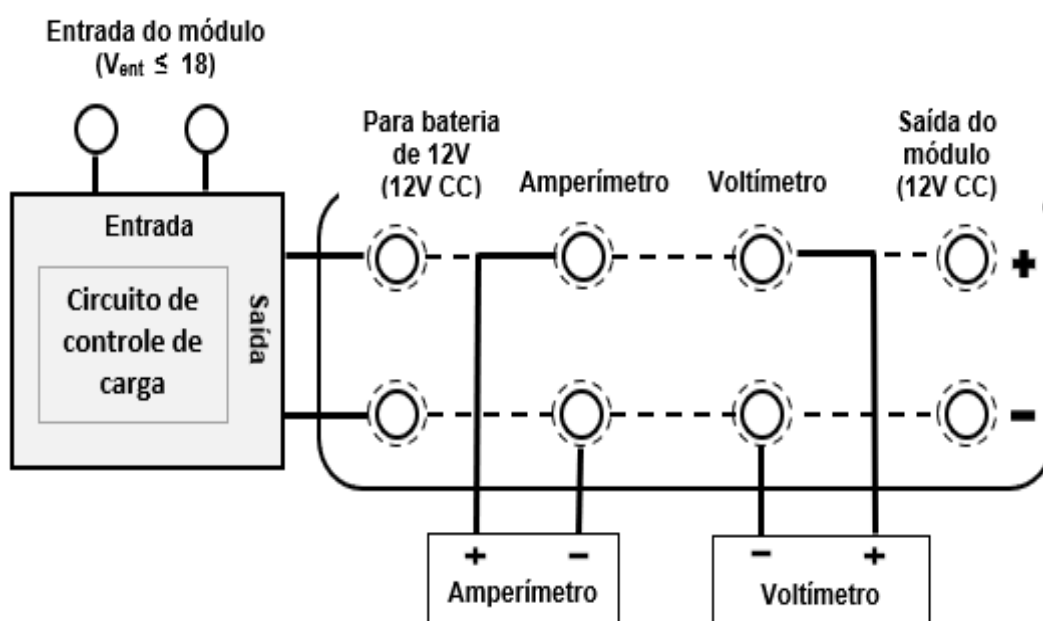 Entrada do módulo
(Vent ≤ 18)
Para bateria
de 12V
(12V CC)
Amperímetro
Voltímetro
Saída do
módulo
(12V CC)
Entrada
Circuito de
controle de
carga
Saída
+
-
+ -
Amperímetro
- +
Voltímetro